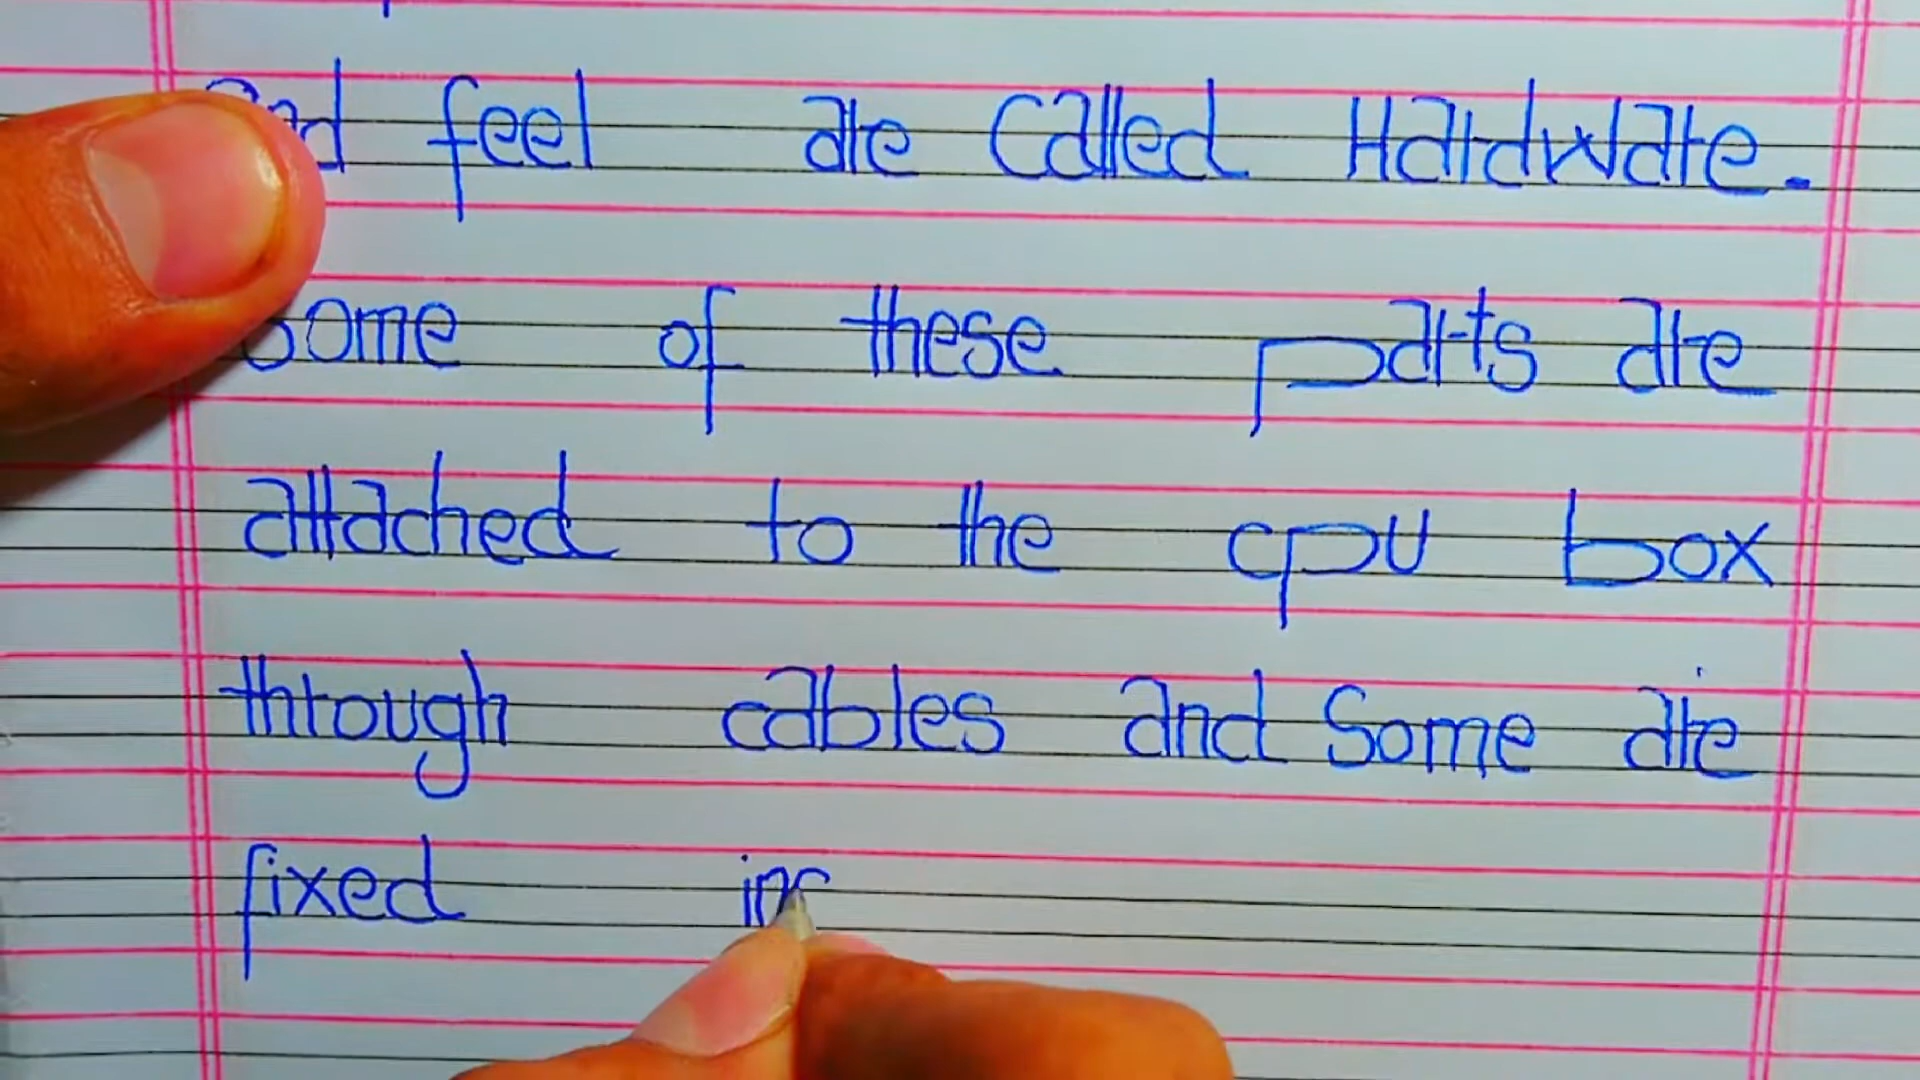 and feel are Called Hardware.
Some of these parts are
attached to the cpu box
through cables and Some are
fixed